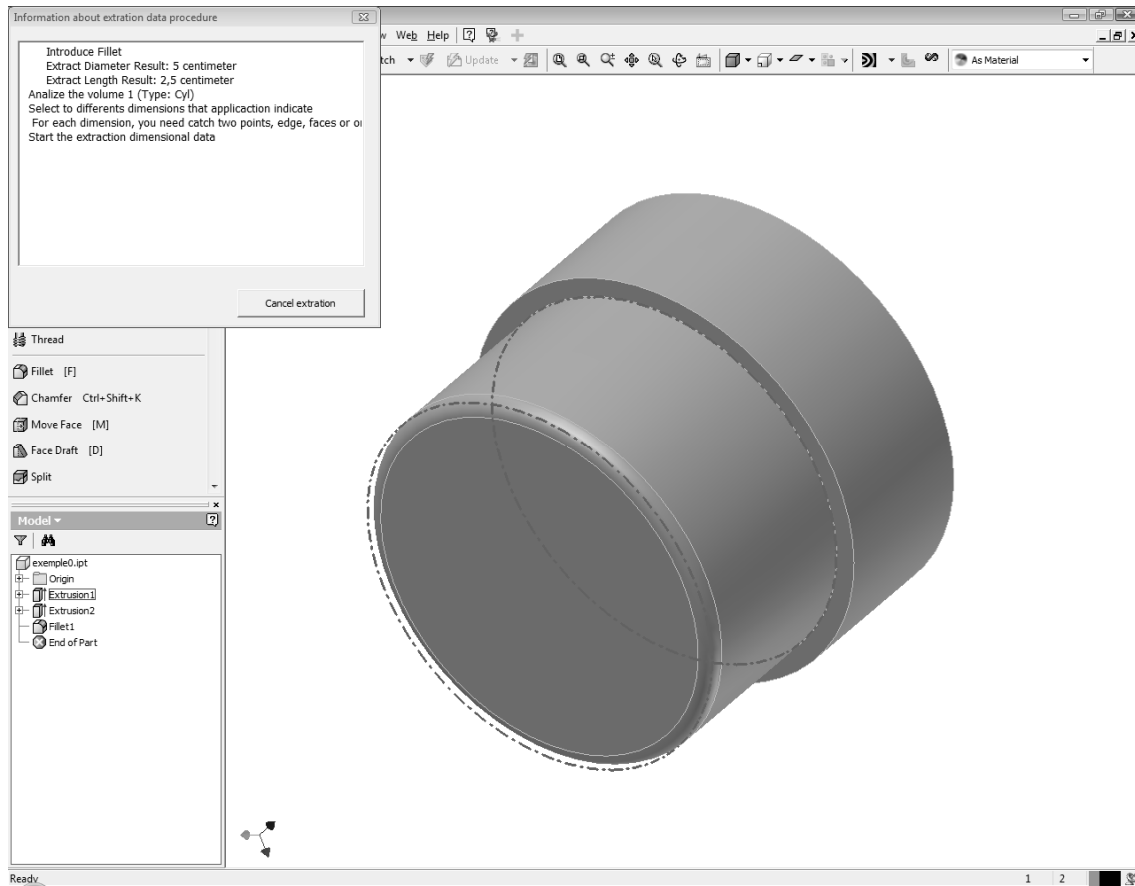 Information about extration data procedure
Introduce Fillet
Extract Diameter Result: 5 centimeter
Extract Length Result: 2,5 centimeter
Analize the volume 1 (Type: Cyl)
Select to differents dimensions that applicaction indicate
For each dimension, you need catch two points, edge, faces or
Start the extraction dimensional data
Cancel extration
w Web Help
tch Update As Material
Thread
Fillet [F]
Chamfer Ctrl+Shift+K
Move Face [M]
Face Draft [D]
Split
Model
exemple0.ipt
Origin
Extrusion1
Extrusion2
Fillet1
End of Part
Ready 1 2